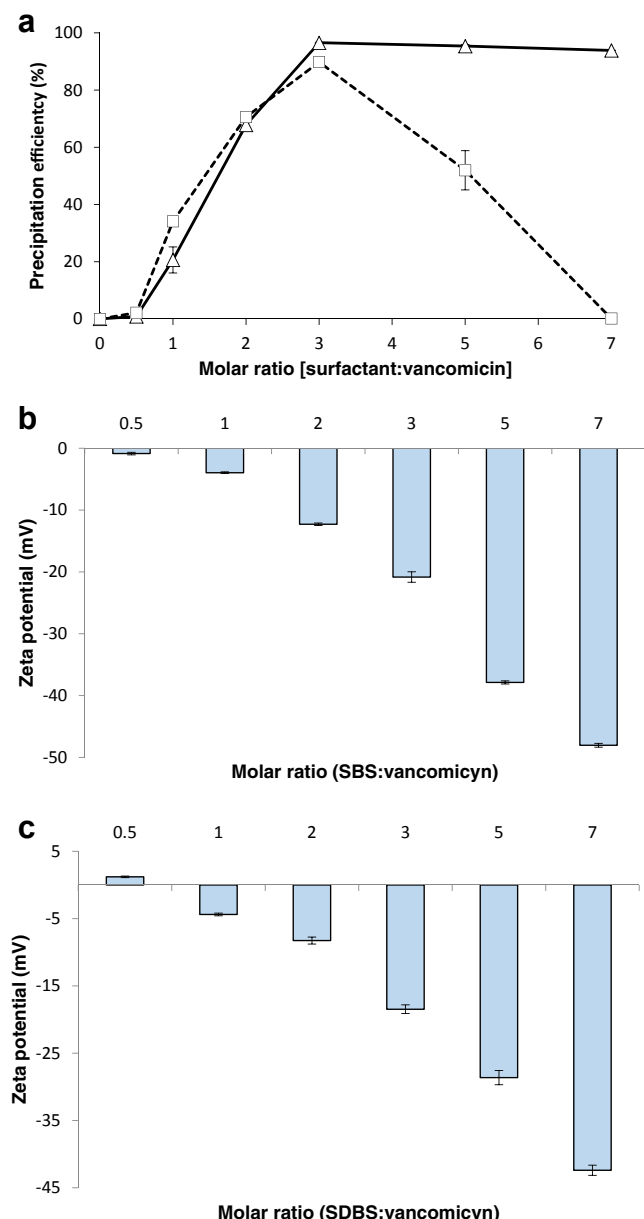 a
Precipitation efficientcy (%)
100
80
60
40
20
0
0 1 2 3 4 5 6 7
Molar ratio [surfactant:vancomicin]
b
0.5 1 2 3 5 7
Zeta potential (mV)
0
-10
-20
-30
-40
-50
Molar ratio (SBS:vancomicyn)
c
0.5 1 2 3 5 7
Zeta potential (mV)
5
-5
-15
-25
-35
-45
Molar ratio (SDBS:vancomicyn)